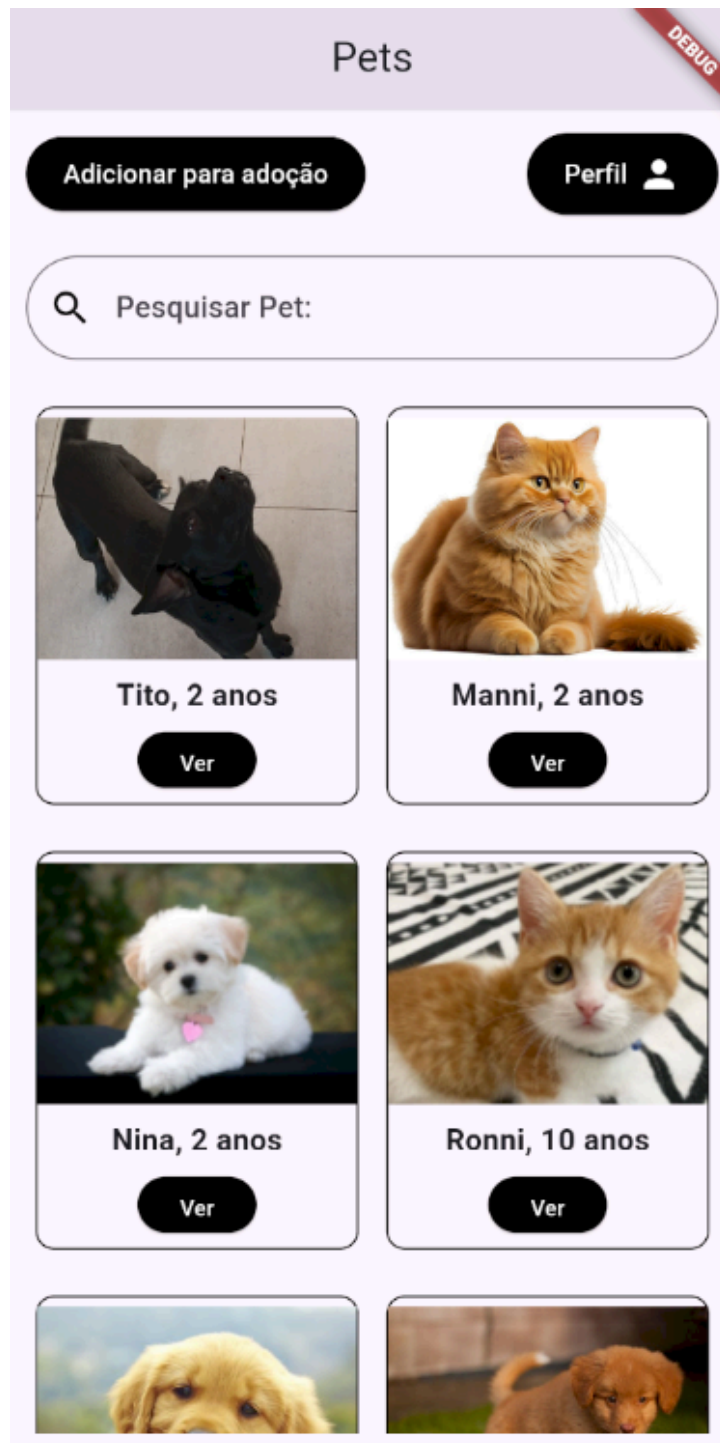 Pets
DEBUG
Adicionar para adoção
Perfil
Pesquisar Pet:
Tito, 2 anos
Manni, 2 anos
Ver
Ver
Nina, 2 anos
Ronni, 10 anos
Ver
Ver